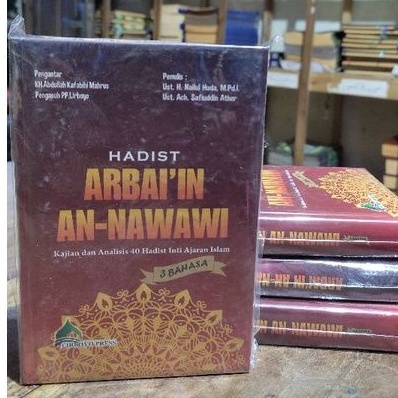 Pengantar
KH.Abdullah Kafabihi Mahrus
Pengasuh PP.Lirboyo
Penulis :
Ust. H. Nailul Huda, M.Pd.I.
Ust. Ach. Safiuddin Ather
HADIST
ARBAI'IN
AN-NAWAWI
Kajian dan Analisis 40 Hadist Inti Ajaran Islam
3 BAHASA
AN-NAWAWI
AN-NAWAWI
AN-NAWAWI